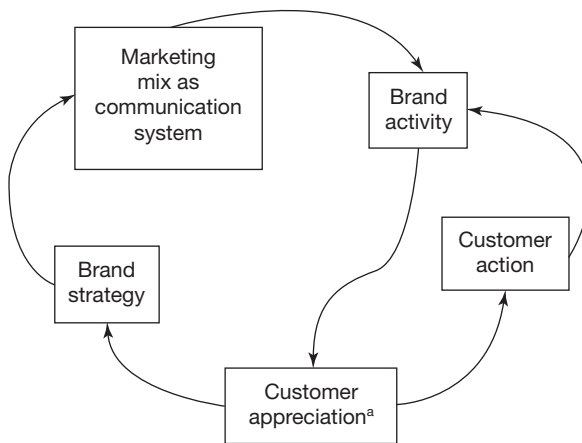 Marketing
mix as
communication
system
Brand
activity
Customer
action
Brand
strategy
Customer
appreciationᵃ